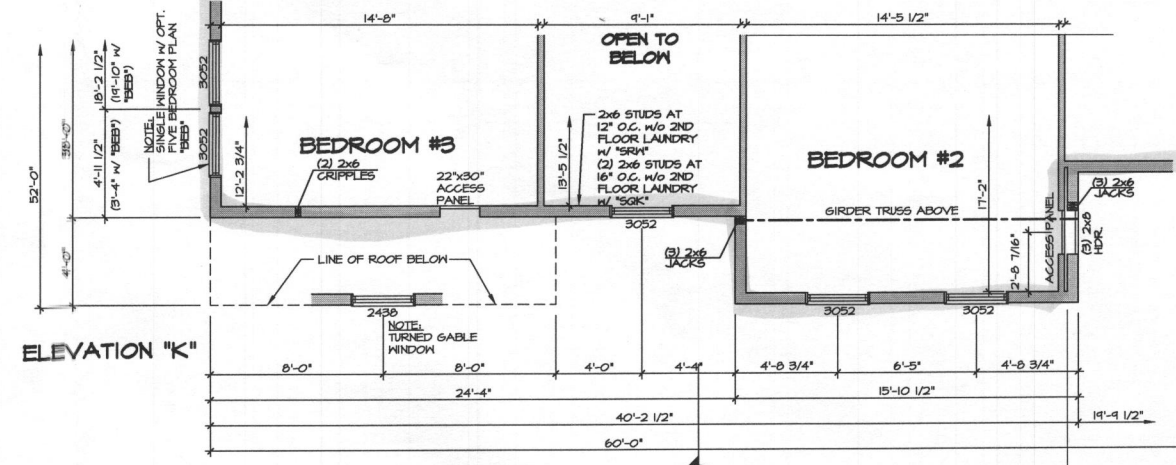 14'-8"
9'-1"
14'-5 1/2"
OPEN TO
BELOW
52'-0"
18'-2 1/2"
(19'-10" W/
"BEB")
4'-11 1/2"
(3'-4" W/ "BEB")
NOTE:
SINGLE WINDOW W/ OPT.
FIVE BEDROOM PLAN
"BEB"
3052
3052
12'-2 3/4"
BEDROOM #3
(2) 2x6
CRIPPLES
22"x30"
ACCESS
PANEL
13'-5 1/2"
2x6 STUDS AT
12" O.C. w/o 2ND
FLOOR LAUNDRY
W/ "SRW"
(2) 2x6 STUDS AT
16" O.C. w/o 2ND
FLOOR LAUNDRY
W/ "SQK"
3052
BEDROOM #2
17'-2"
GIRDER TRUSS ABOVE
(3) 2x6
JACKS
(3) 2x6
JACKS
(3) 2x8
HDR.
ACCESS PANEL
2'-8 7/16"
4'-0"
LINE OF ROOF BELOW
2438
NOTE:
TURNED GABLE
WINDOW
3052
3052
ELEVATION "K"
8'-0"
8'-0"
4'-0"
4'-4"
4'-8 3/4"
6'-5"
4'-8 3/4"
24'-4"
15'-10 1/2"
40'-2 1/2"
19'-9 1/2"
60'-0"